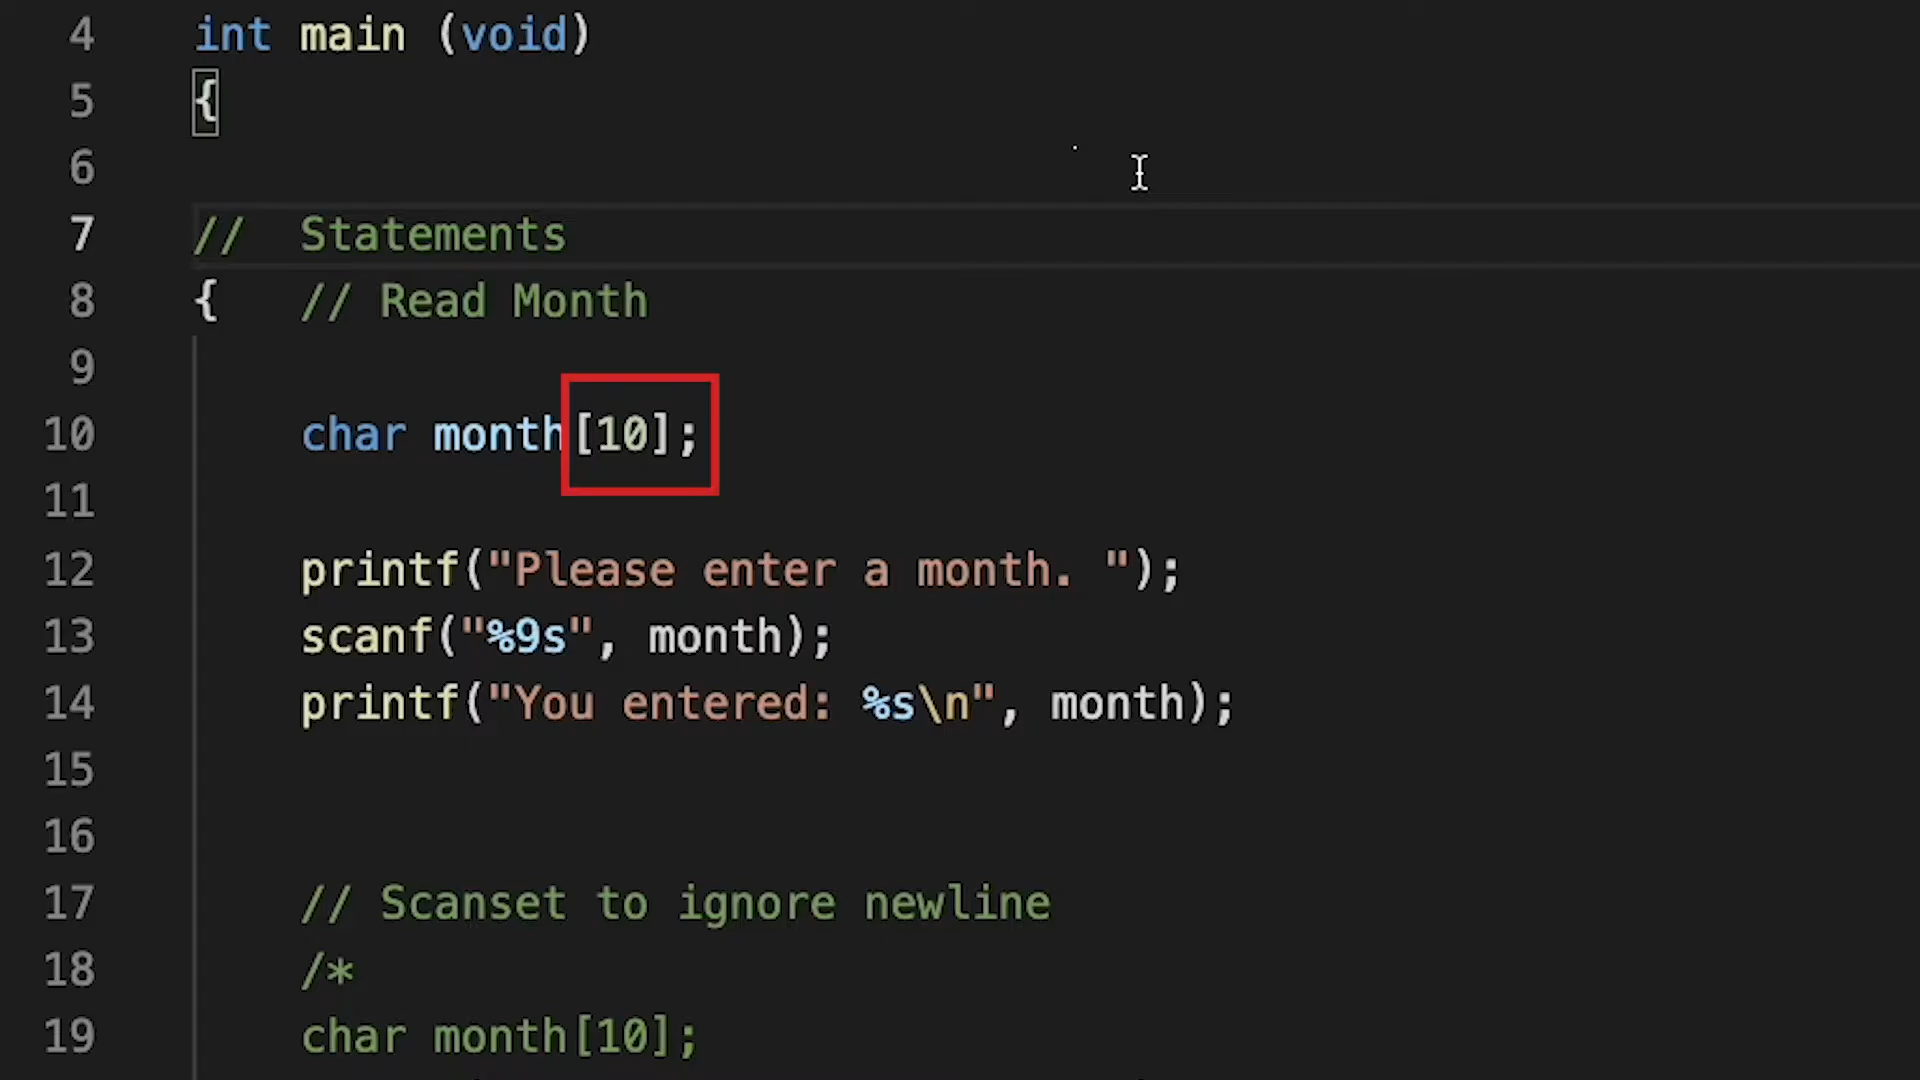 4 int main (void)
5 {
6
7 //  Statements
8 {   // Read Month
9
10     char month[10];
11
12     printf("Please enter a month. ");
13     scanf("%9s", month);
14     printf("You entered: %s\n", month);
15
16
17     // Scanset to ignore newline
18     /*
19     char month[10];